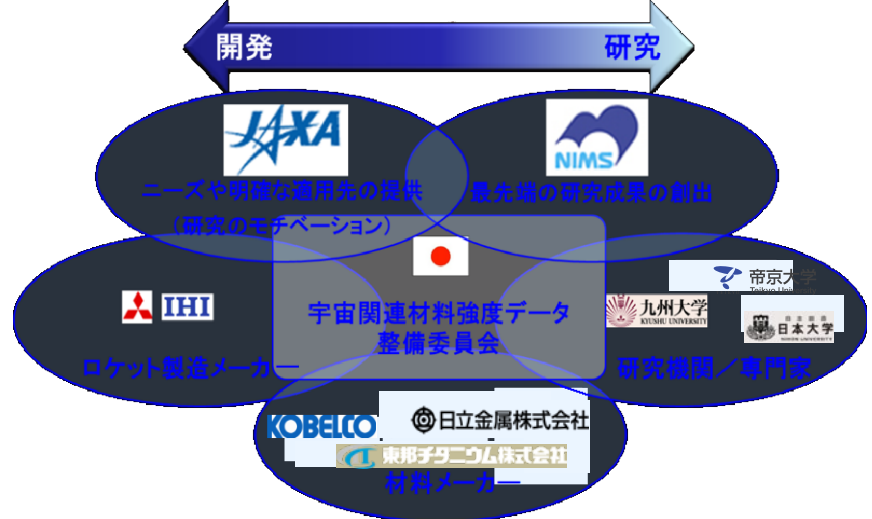 開発
研究
JAXA
NIMS
ニーズや明確な適用先の提供
(研究のモチベーション)
最先端の研究成果の創出
IHI
宇宙関連材料強度データ
整備委員会
帝京大学
Teikyo University
九州大学
KYUSHU UNIVERSITY
日本大学
NIHON UNIVERSITY
ロケット製造メーカー
研究機関/専門家
KOBELCO
日立金属株式会社
東邦チタニウム株式会社
材料メーカー